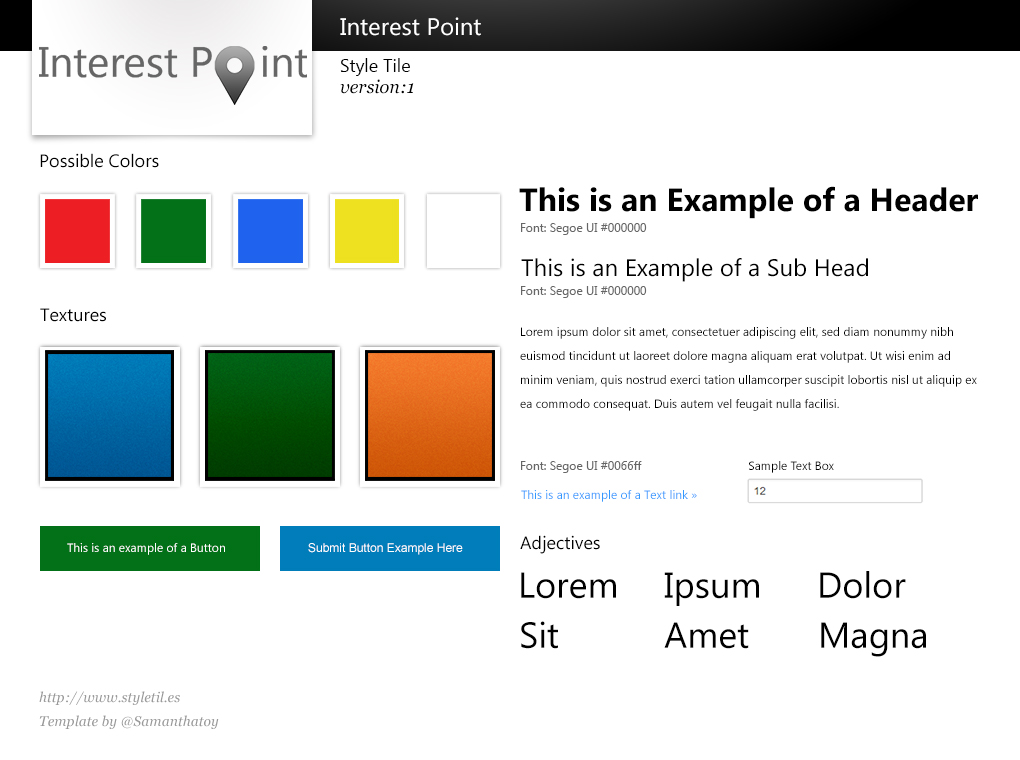 Interest Point
Interest Point
Style Tile
version:1
Possible Colors
Textures
This is an example of a Button
Submit Button Example Here
http://www.styletil.es
Template by @Samanthatoy
This is an Example of a Header
Font: Segoe UI #000000
This is an Example of a Sub Head
Font: Segoe UI #000000
Lorem ipsum dolor sit amet, consectetuer adipiscing elit, sed diam nonummy nibh
euismod tincidunt ut laoreet dolore magna aliquam erat volutpat. Ut wisi enim ad
minim veniam, quis nostrud exerci tation ullamcorper suscipit lobortis nisl ut aliquip ex
ea commodo consequat. Duis autem vel feugait nulla facilisi.
Font: Segoe UI #0066ff
This is an example of a Text link »
Sample Text Box
12
Adjectives
Lorem Ipsum Dolor
Sit Amet Magna